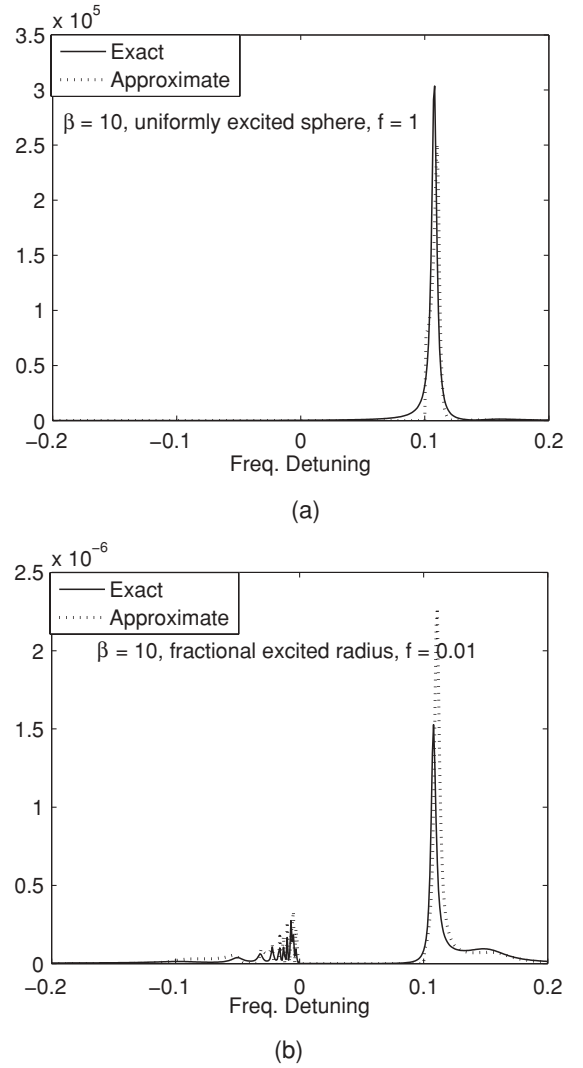 x 10^5
3.5
Exact
Approximate
3
β = 10, uniformly excited sphere, f = 1
2.5
2
1.5
1
0.5
0
−0.2 −0.1 0 0.1 0.2
Freq. Detuning
(a)
x 10^−6
2.5
Exact
Approximate
2
β = 10, fractional excited radius, f = 0.01
1.5
1
0.5
0
−0.2 −0.1 0 0.1 0.2
Freq. Detuning
(b)